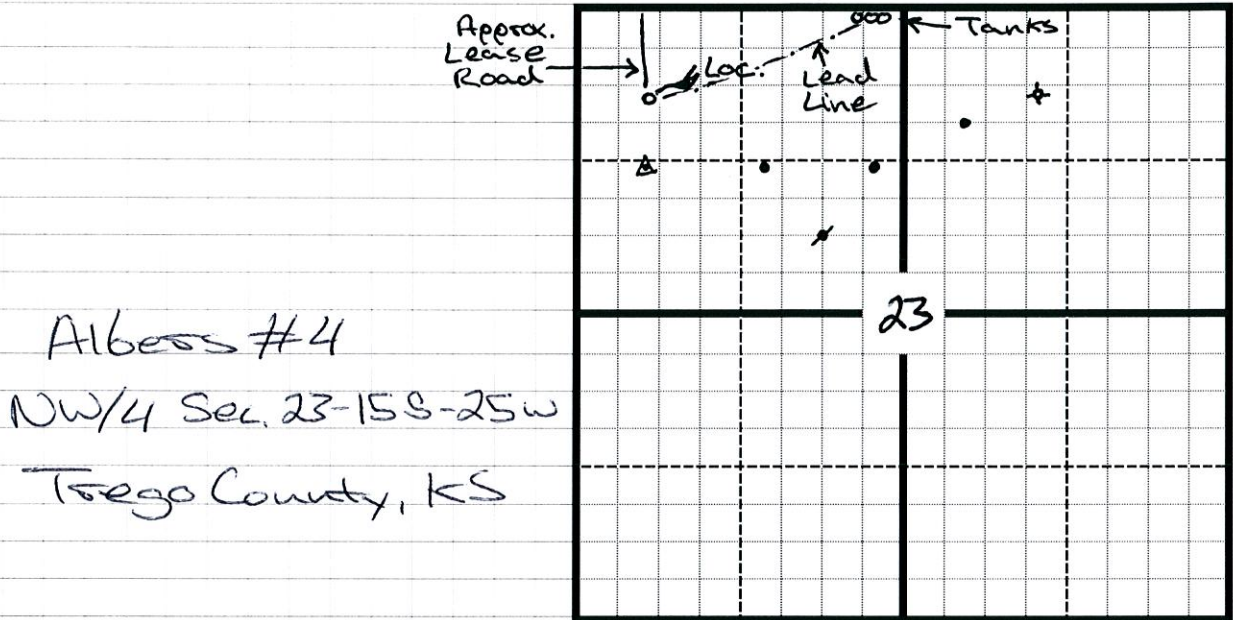 Approx.
Lease
Road
Loc.
Lead
Line
Tanks
23
Albers #4
NW/4 Sec. 23-15S-25W
Trego County, KS